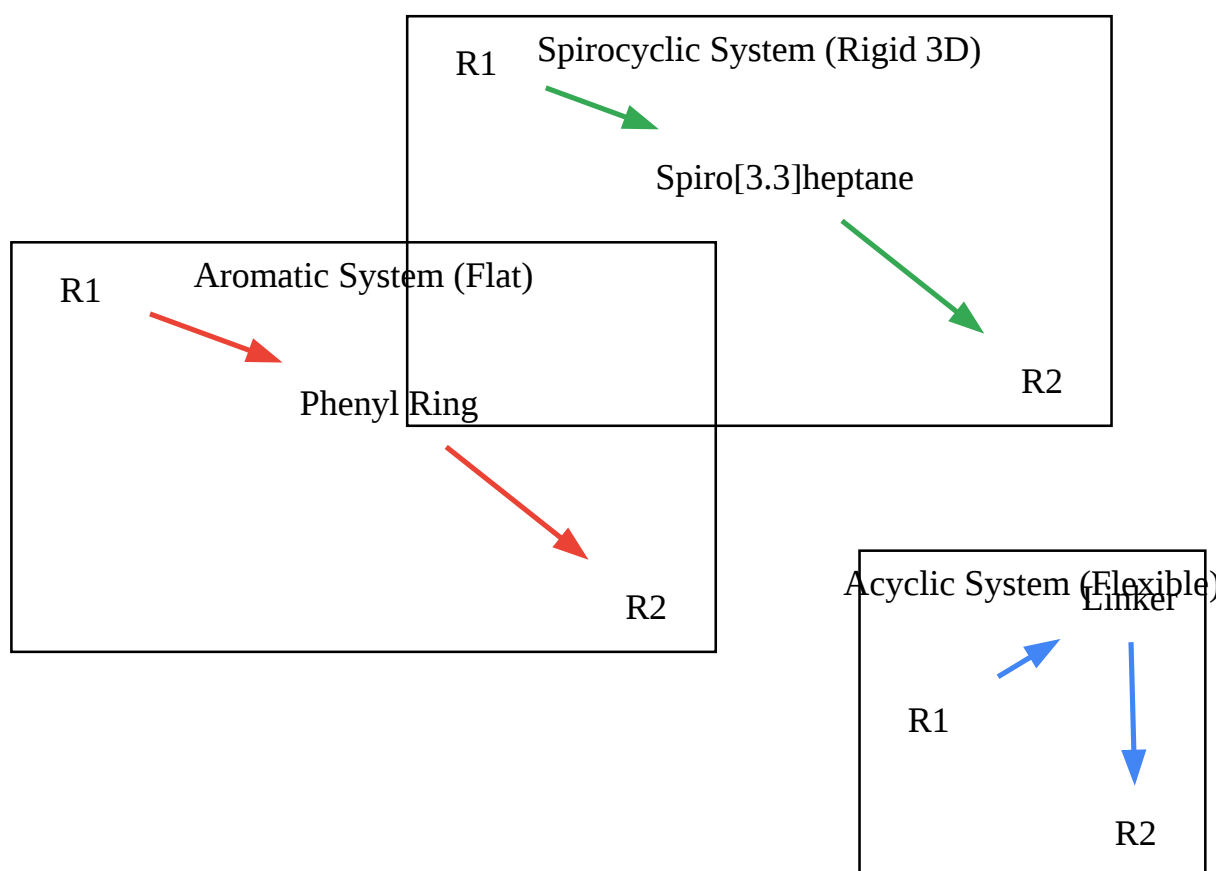 Spirocyclic System (Rigid 3D)
R1
Spiro[3.3]heptane
R2
Aromatic System (Flat)
R1
Phenyl Ring
R2
Acyclic System (Flexible)
Linker
R1
R2